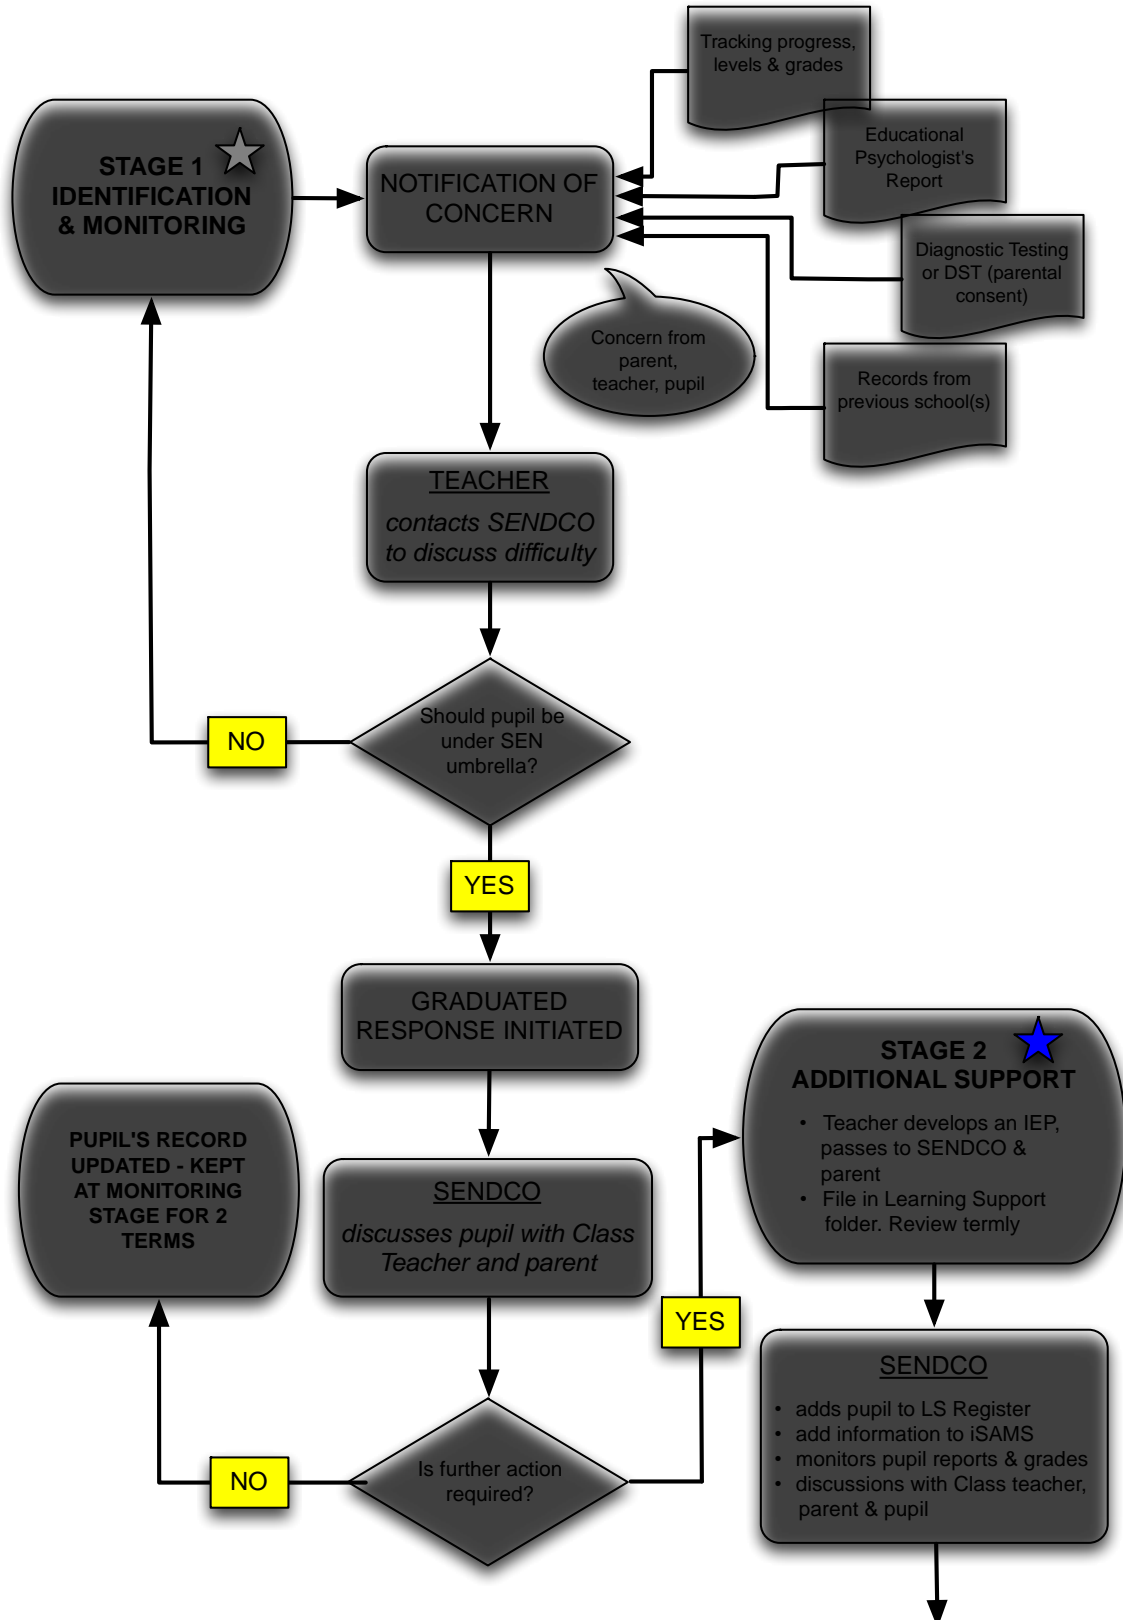 Tracking progress,
levels & grades
Educational
Psychologist's
Report
STAGE 1
IDENTIFICATION
& MONITORING
NOTIFICATION OF
CONCERN
Diagnostic Testing
or DST (parental
consent)
Concern from
parent,
teacher, pupil
Records from
previous school(s)
TEACHER
contacts SENDCO
to discuss difficulty
Should pupil be
under SEN
umbrella?
NO
YES
GRADUATED
RESPONSE INITIATED
STAGE 2
ADDITIONAL SUPPORT
• Teacher develops an IEP,
passes to SENDCO &
parent
• File in Learning Support
folder. Review termly
PUPIL'S RECORD
UPDATED - KEPT
AT MONITORING
STAGE FOR 2
TERMS
SENDCO
discusses pupil with Class
Teacher and parent
YES
SENDCO
• adds pupil to LS Register
• add information to iSAMS
• monitors pupil reports & grades
• discussions with Class teacher,
parent & pupil
Is further action
required?
NO